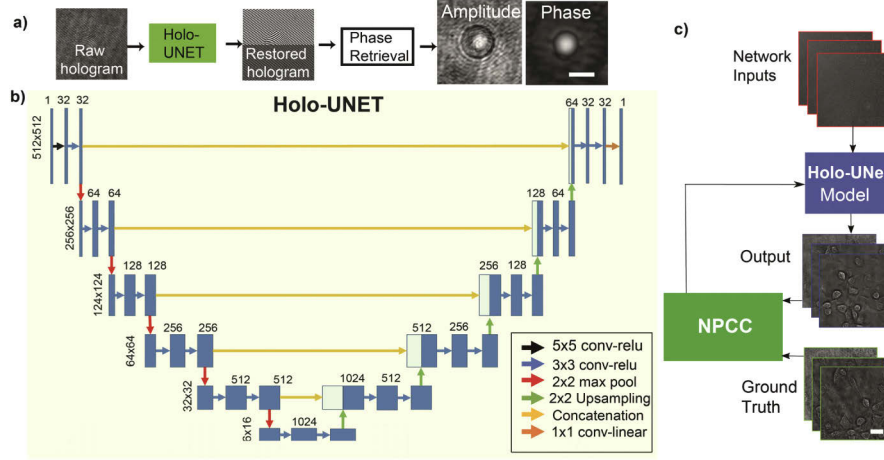 a)
Raw
hologram
Holo-
UNET
Restored
hologram
Phase
Retrieval
Amplitude
Phase
b)
Holo-UNET
1 32 32
512x512
64 32 32 1
64 64
256x256
128 64
128 128
124x124
256 128
256 256
64x64
512 256
512 512
32x32
1024 512
1024
6x16
5x5 conv-relu
3x3 conv-relu
2x2 max pool
2x2 Upsampling
Concatenation
1x1 conv-linear
c)
Network
Inputs
Holo-UNe
Model
Output
NPCC
Ground
Truth